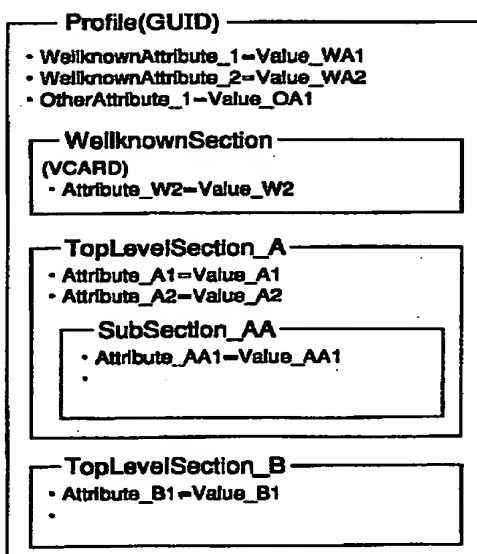 Profile(GUID)
• WellknownAttribute_1=Value_WA1
• WellknownAttribute_2=Value_WA2
• OtherAttribute_1=Value_OA1
WellknownSection
(VCARD)
• Attribute_W2=Value_W2
TopLevelSection_A
• Attribute_A1=Value_A1
• Attribute_A2=Value_A2
SubSection_AA
• Attribute_AA1=Value_AA1
•
TopLevelSection_B
• Attribute_B1=Value_B1
•